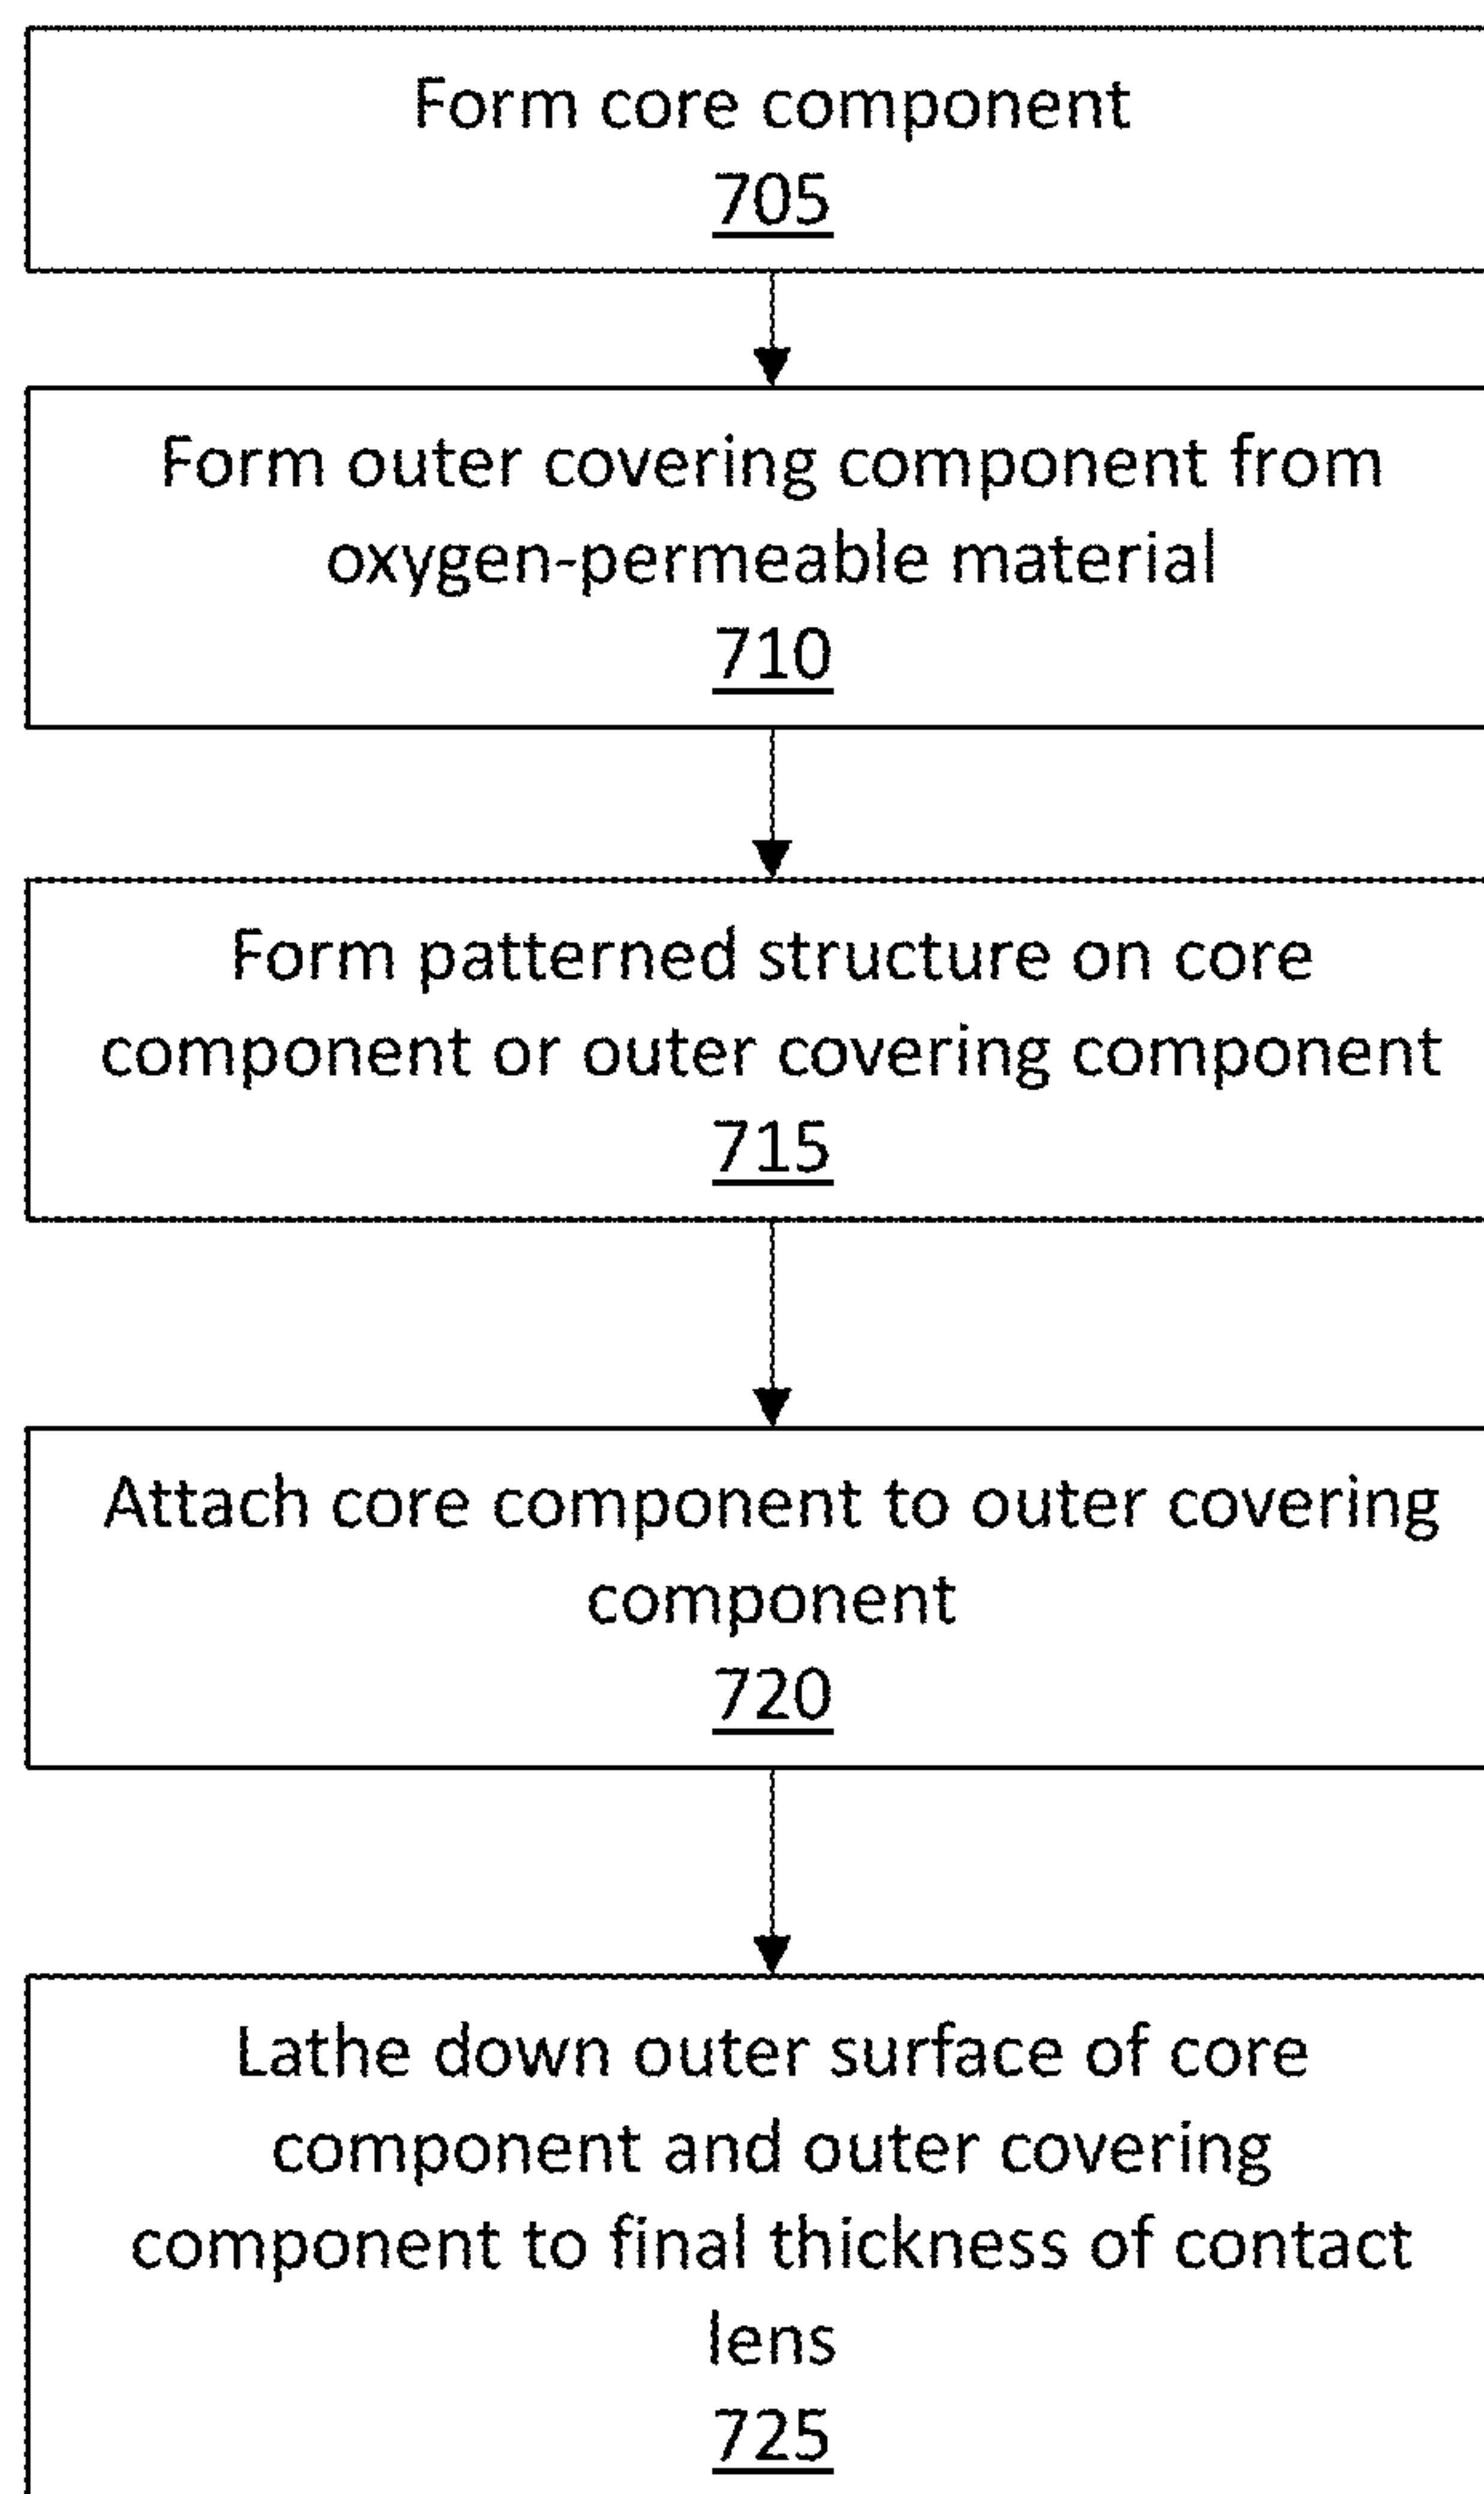 Form core component
705
Form outer covering component from
oxygen-permeable material
710
Form patterned structure on core
component or outer covering component
715
Attach core component to outer covering
component
720
Lathe down outer surface of core
component and outer covering
component to final thickness of contact
lens
725